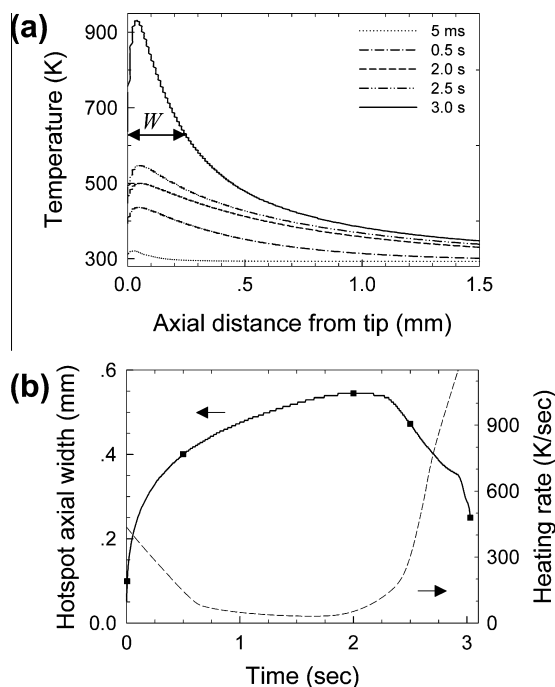 (a)
Temperature (K)
900
700
500
300
W
5 ms
0.5 s
2.0 s
2.5 s
3.0 s
0.0
.5
1.0
1.5
Axial distance from tip (mm)
(b)
Hotspot axial width (mm)
.6
.4
.2
0.0
Heating rate (K/sec)
900
600
300
0
0
1
2
3
Time (sec)